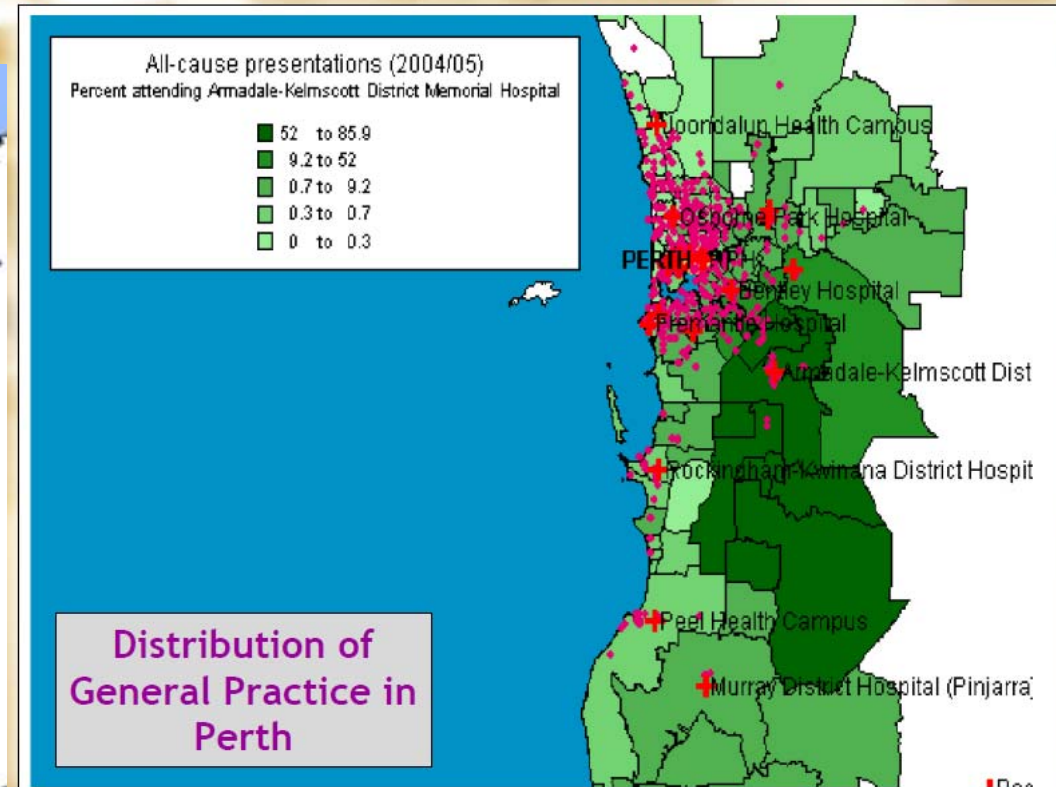 All-cause presentations (2004/05)
Percent attending Armadale-Kelmscott District Memorial Hospital
52 to 85.9
9.2 to 52
0.7 to 9.2
0.3 to 0.7
0 to 0.3
Joondalup Health Campus
Osborne Park Hospital
PERTH
Bentley Hospital
Fremantle Hospital
Armadale-Kelmscott Dist
Rockingham-Kwinana District Hospit
Peel Health Campus
Murray District Hospital (Pinjarra)
Distribution of
General Practice in
Perth